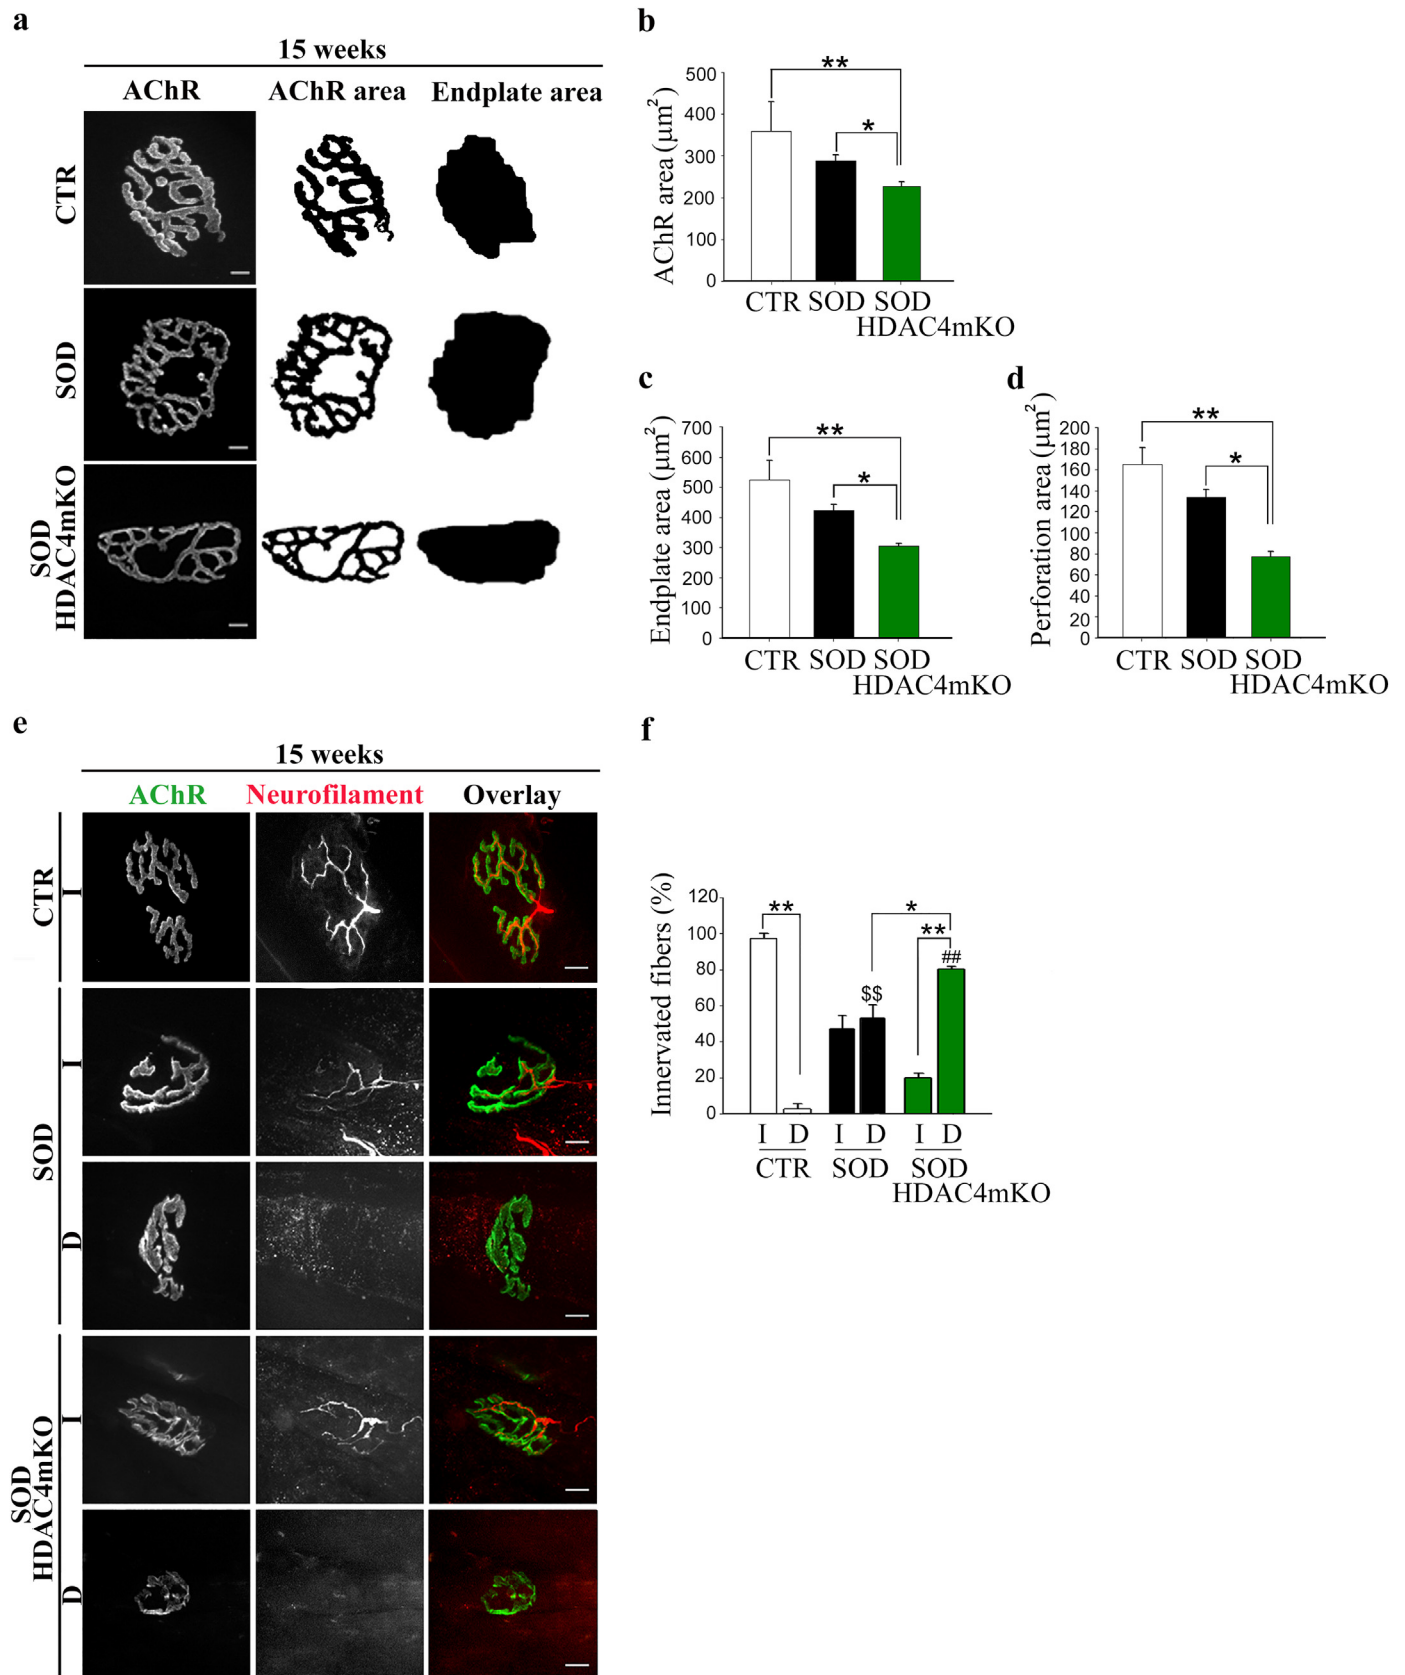 a
15 weeks
AChR AChR area Endplate area
CTR
SOD
SOD
HDAC4mKO
b
AChR area (μm²)
500
400
300
200
100
0
**
*
CTR SOD SOD
HDAC4mKO
c
Endplate area (μm²)
700
600
500
400
300
200
100
0
**
*
CTR SOD SOD
HDAC4mKO
d
Perforation area (μm²)
200
180
160
140
120
100
80
60
40
20
0
**
*
CTR SOD SOD
HDAC4mKO
e
15 weeks
AChR Neurofilament Overlay
CTR
I
SOD
I
D
SOD
HDAC4mKO
I
D
f
Innervated fibers (%)
120
100
80
60
40
20
0
**
$$
*
**
##
I D I D I D
CTR SOD SOD
HDAC4mKO